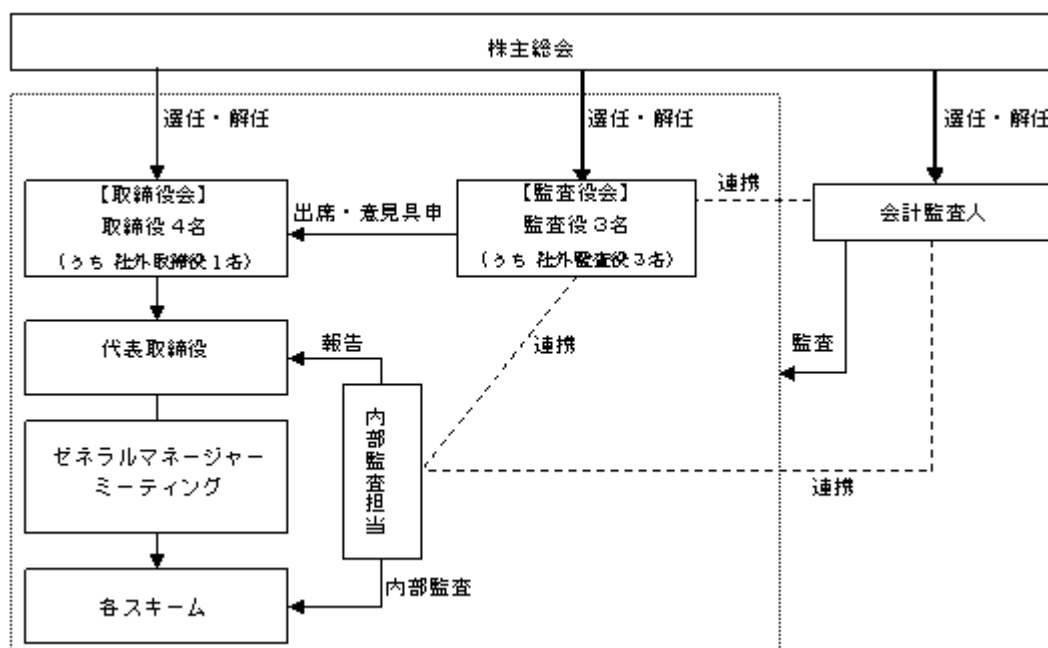 株主総会
選任・解任
選任・解任
選任・解任
【取締役会】
取締役4名
(うち 社外取締役1名)
出席・意見具申
【監査役会】
監査役3名
(うち 社外監査役3名)
連携
会計監査人
代表取締役
報告
連携
監査
ゼネラルマネージャー
ミーティング
内部監査担当
連携
内部監査
各スキーム